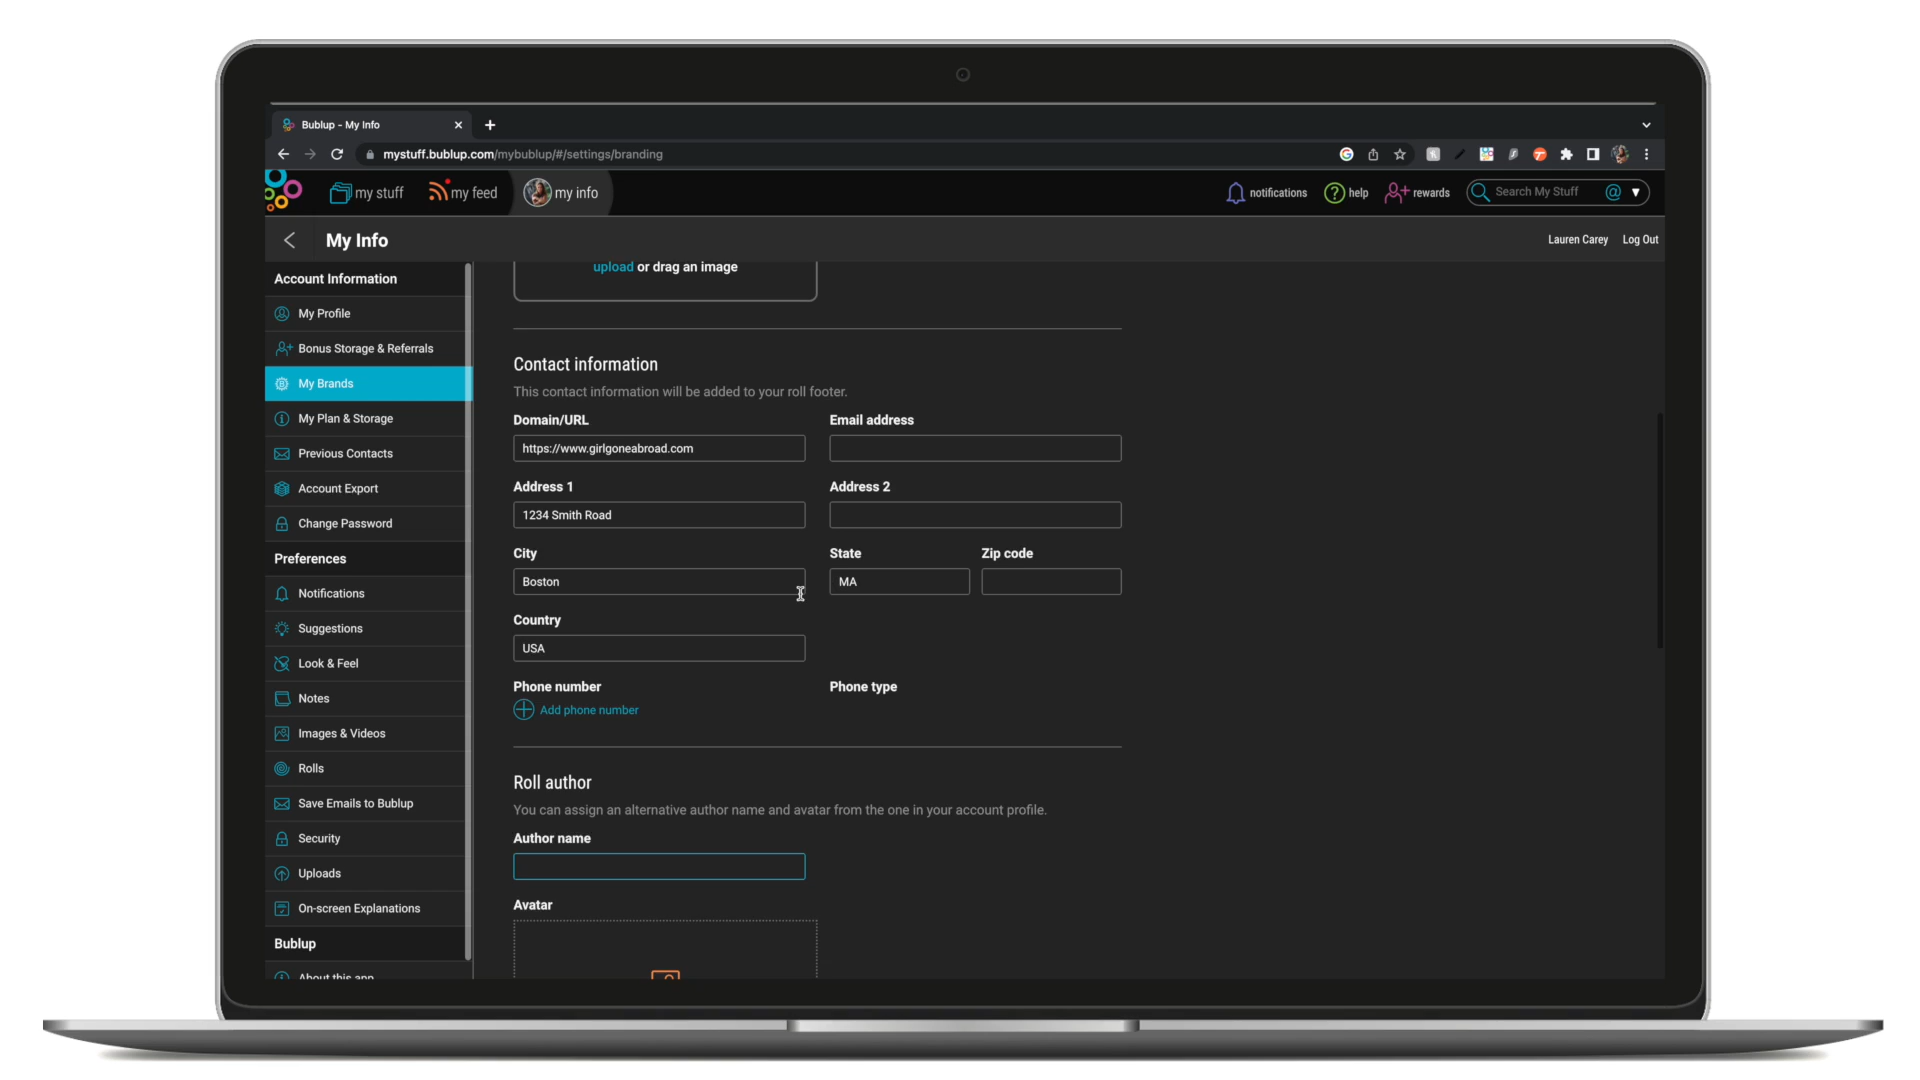 Bublup - My Info
mystuff.bublup.com/mybublup/#/settings/branding
my stuff
my feed
my info
notifications
help
rewards
Search My Stuff
My Info
Lauren Carey
Log Out
Account Information
My Profile
Bonus Storage & Referrals
My Brands
My Plan & Storage
Previous Contacts
Account Export
Change Password
Preferences
Notifications
Suggestions
Look & Feel
Notes
Images & Videos
Rolls
Save Emails to Bublup
Security
Uploads
On-screen Explanations
Bublup
About this app
upload or drag an image
Contact information
This contact information will be added to your roll footer.
Domain/URL
Email address
https://www.girlgoneabroad.com
Address 1
Address 2
1234 Smith Road
City
State
Zip code
Boston
MA
Country
USA
Phone number
Phone type
Add phone number
Roll author
You can assign an alternative author name and avatar from the one in your account profile.
Author name
Avatar